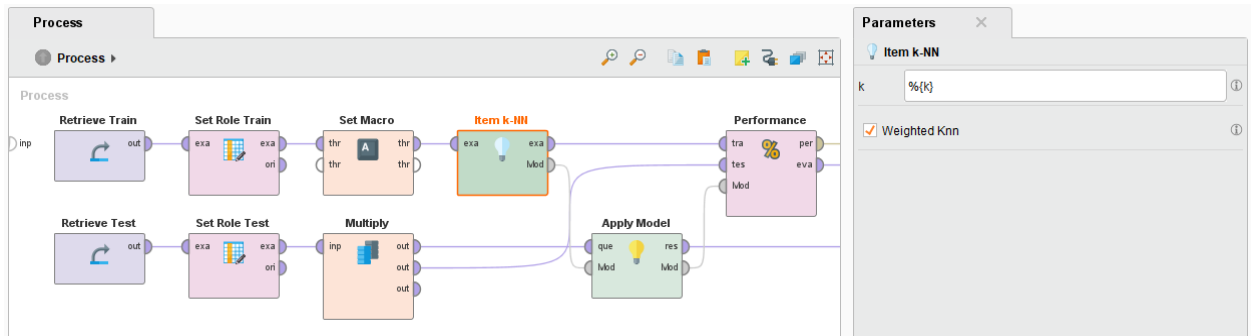 Process
Parameters
Process
Item k-NN
k
%{k}
Process
Weighted Knn
Retrieve Train
Set Role Train
Set Macro
Item k-NN
Performance
inp
out
exa
exa
thr
thr
exa
exa
tra
per
ori
thr
thr
Mod
tes
eva
Mod
Retrieve Test
Set Role Test
Multiply
Apply Model
out
exa
exa
inp
out
que
res
ori
out
Mod
Mod
out
A
%